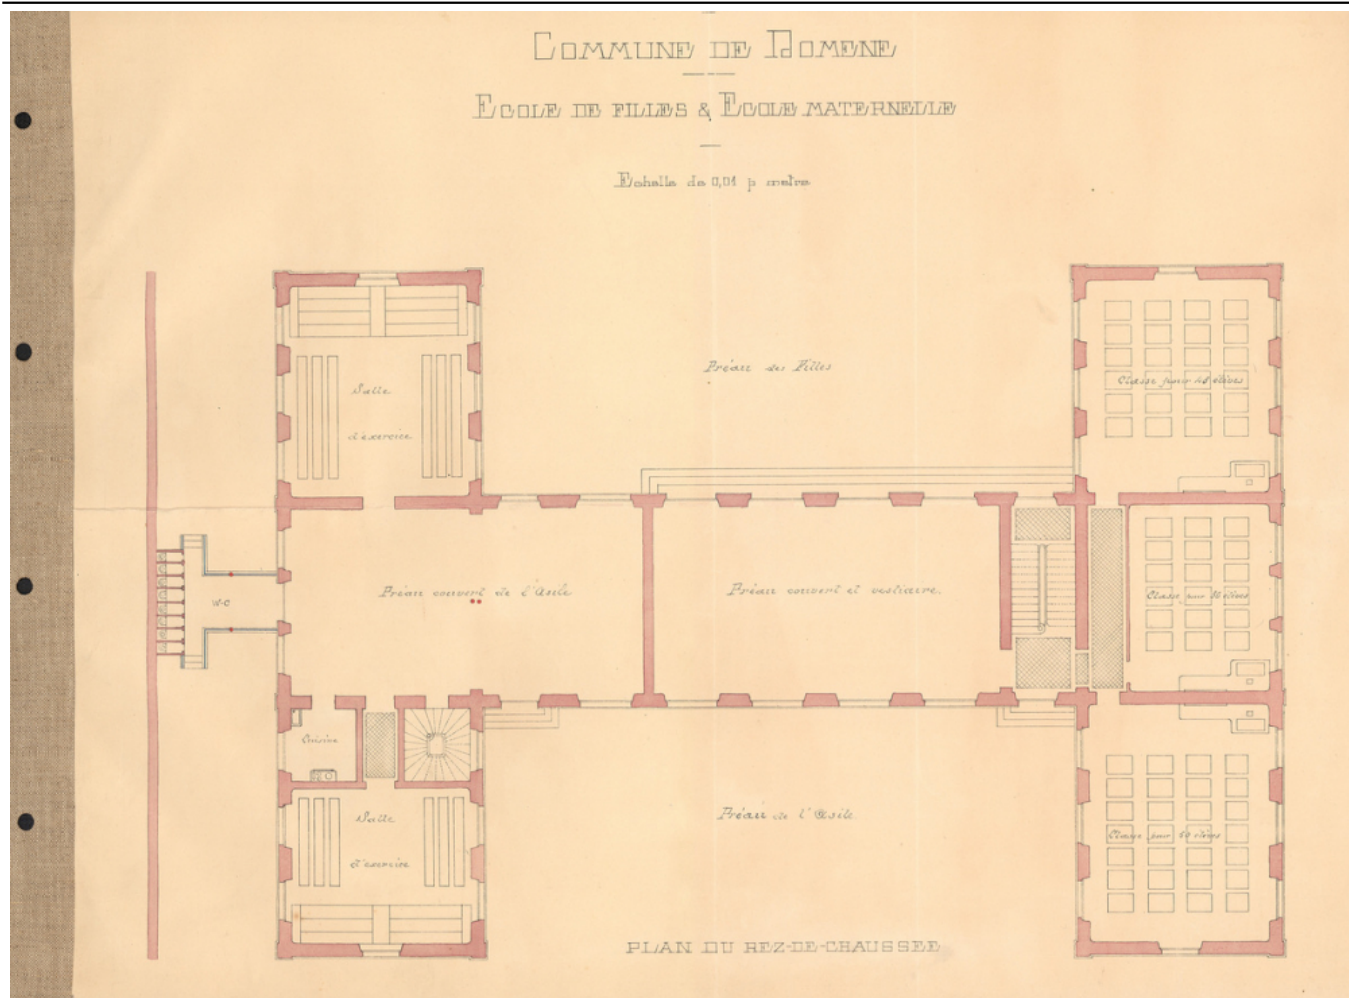 COMMUNE DE DOMENE
ECOLE DE FILLES & ECOLE MATERNELLE
Echelle de 0,01 p metre
Préau des Filles
Salle
d'exercice
Classe pour 48 élèves
W-C
Préau couvert de l'Asile
Préau couvert et vestiaire.
Classe pour élèves
Cuisine
Salle
d'exercice
Préau de l'Asile
Classe pour élèves
PLAN DU REZ-DE-CHAUSSEE